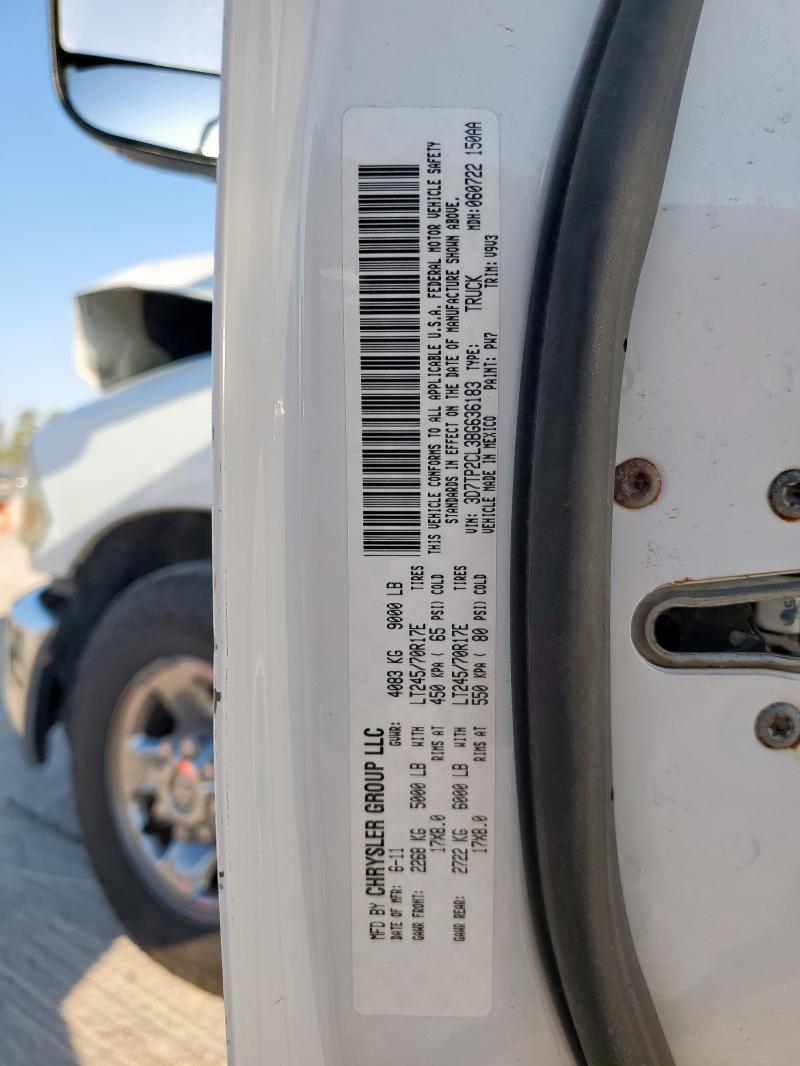 MFD BY CHRYSLER GROUP LLC
DATE OF MFR: 6-11 GVWR: 4083 KG 9000 LB
GAWR FRONT: 2268 KG 5000 LB WITH LT245/70R17E TIRES
17X8.0 RIMS AT 450 KPA ( 65 PSI) COLD
GAWR REAR: 2722 KG 6000 LB WITH LT245/70R17E TIRES
17X8.0 RIMS AT 550 KPA ( 80 PSI) COLD
THIS VEHICLE CONFORMS TO ALL APPLICABLE U.S.A. FEDERAL MOTOR VEHICLE SAFETY
STANDARDS IN EFFECT ON THE DATE OF MANUFACTURE SHOWN ABOVE.
VIN: 3D7TP2CL3BG636183 TYPE: TRUCK MDH: 060722 150AA
VEHICLE MADE IN MEXICO PAINT: PW7 TRIM: V9V3